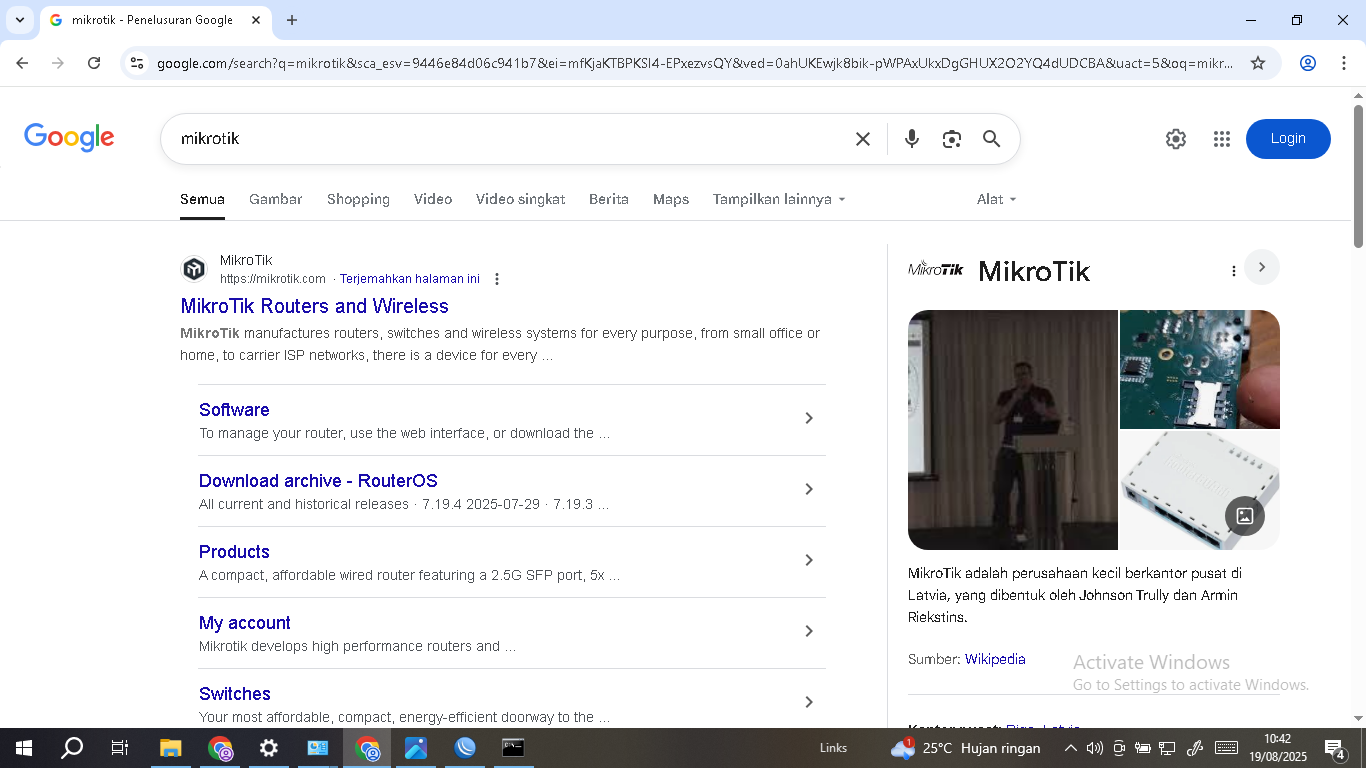 mikrotik - Penelusuran Google
google.com/search?q=mikrotik&sca_esv=9446e84d06c941b7&ei=mfKjaKTBPKSI4-EPxezvsQY&ved=0ahUKEwjk8bik-pWPAxUkxDgGHUX2O2YQ4dUDCBA&uact=5&oq=mikr...
Google
mikrotik
Login
Semua
Gambar
Shopping
Video
Video singkat
Berita
Maps
Tampilkan lainnya
Alat
MikroTik
https://mikrotik.com · Terjemahkan halaman ini
MikroTik Routers and Wireless
MikroTik manufactures routers, switches and wireless systems for every purpose, from small office or
home, to carrier ISP networks, there is a device for every ...
Software
To manage your router, use the web interface, or download the ...
Download archive - RouterOS
All current and historical releases · 7.19.4 2025-07-29 · 7.19.3 ...
Products
A compact, affordable wired router featuring a 2.5G SFP port, 5x ...
My account
Mikrotik develops high performance routers and ...
Switches
Your most affordable, compact, energy-efficient doorway to the ...
MikroTik
MikroTik
MikroTik adalah perusahaan kecil berkantor pusat di
Latvia, yang dibentuk oleh Johnson Trully dan Armin
Riekstins.
Sumber: Wikipedia
Activate Windows
Go to Settings to activate Windows.
Links
1
25°C Hujan ringan
10:42
19/08/2025
4